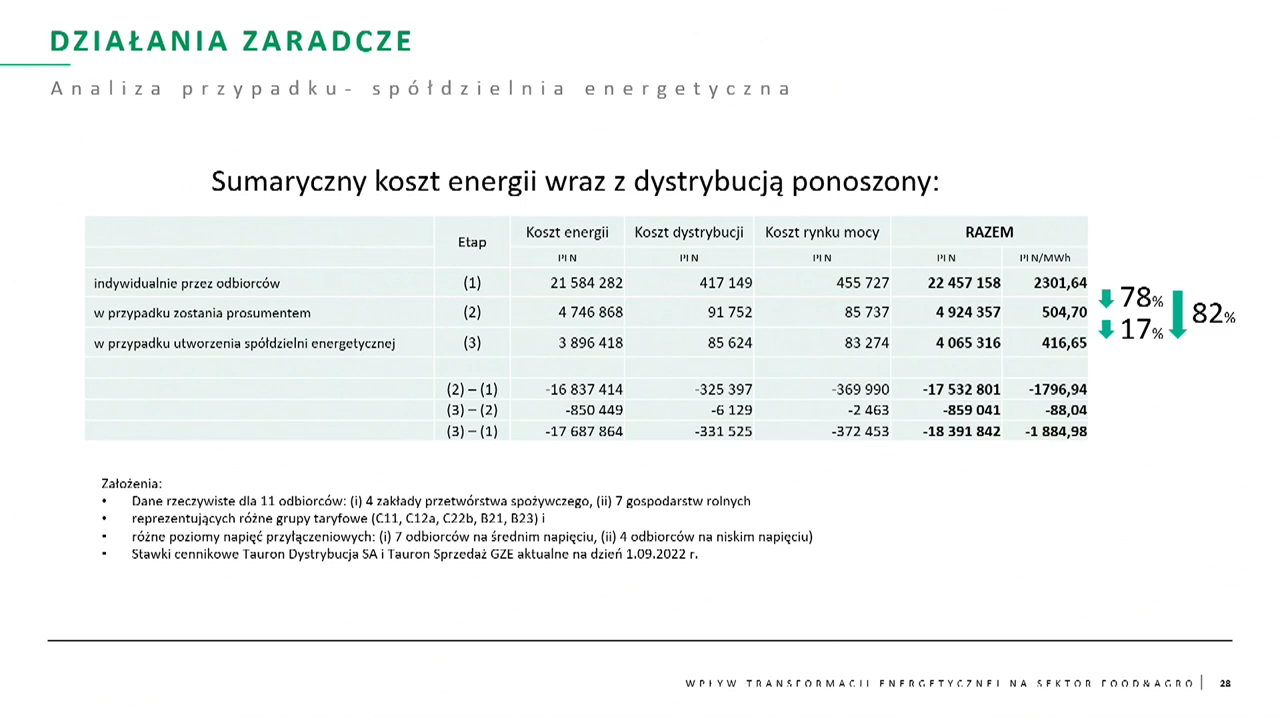 DZIAŁANIA ZARADCZE
Analiza przypadku- spółdzielnia energetyczna
Sumaryczny koszt energii wraz z dystrybucją ponoszony:
Etap Koszt energii Koszt dystrybucji Koszt rynku mocy RAZEM
PLN PLN PLN PLN PLN/MWh
indywidualnie przez odbiorców (1) 21 584 282 417 149 455 727 22 457 158 2301,64
w przypadku zostania prosumentem (2) 4 746 868 91 752 85 737 4 924 357 504,70
w przypadku utworzenia spółdzielni energetycznej (3) 3 896 418 85 624 83 274 4 065 316 416,65
78%
17%
82%
(2) – (1) -16 837 414 -325 397 -369 990 -17 532 801 -1796,94
(3) – (2) -850 449 -6 129 -2 463 -859 041 -88,04
(3) – (1) -17 687 864 -331 525 -372 453 -18 391 842 -1 884,98
Założenia:
• Dane rzeczywiste dla 11 odbiorców: (i) 4 zakłady przetwórstwa spożywczego, (ii) 7 gospodarstw rolnych
• reprezentujących różne grupy taryfowe (C11, C12a, C22b, B21, B23) i
• różne poziomy napięć przyłączeniowych: (i) 7 odbiorców na średnim napięciu, (ii) 4 odbiorców na niskim napięciu)
• Stawki cennikowe Tauron Dystrybucja SA i Tauron Sprzedaż GZE aktualne na dzień 1.09.2022 r.
WPŁYW TRANSFORMACJI ENERGETYCZNEJ NA SEKTOR FOOD&AGRO | 28